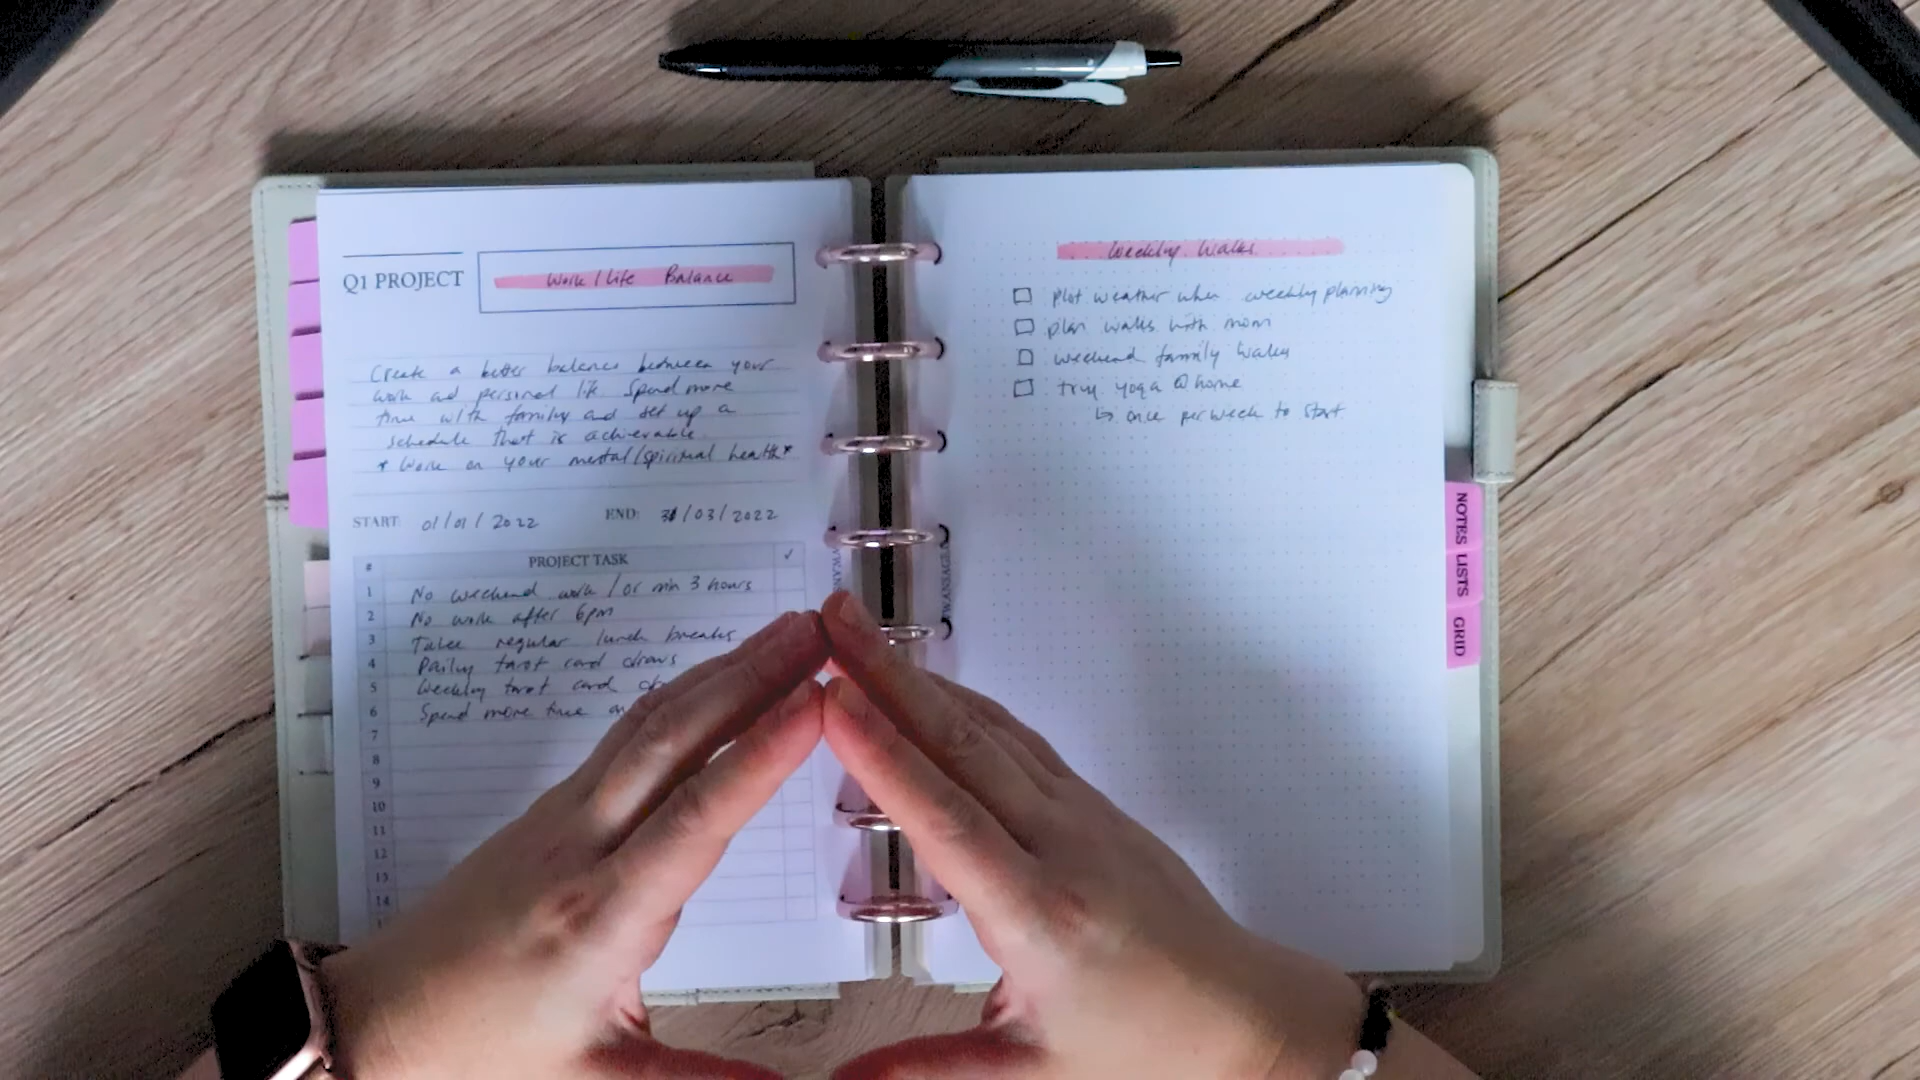 Q1 PROJECT
Work / Life Balance
Create a better balance between your
work and personal life. Spend more
time with family and set up a
schedule that is achievable.
* Work on your mental/spiritual health*
START: 01/01/2022 END: 31/03/2022
# PROJECT TASK ✓
1 No weekend work / or min 3 hours
2 No work after 6pm
3 Take regular lunch breaks
4 Daily tarot card draws
5 Weekly tarot card
6 Spend more time
7
8
9
10
11
12
13
14
Weekly Walks
☐ plot weather when weekly planning
☐ plan walks with mom
☐ weekend family walks
☐ try yoga @ home
↳ once per week to start
NOTES
LISTS
GRID